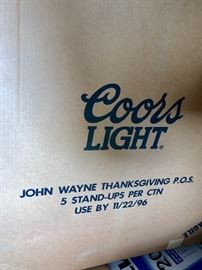 Coors
LIGHT®
JOHN WAYNE THANKSGIVING P.O.S.
5 STAND-UPS PER CTN
USE BY 11/22/96